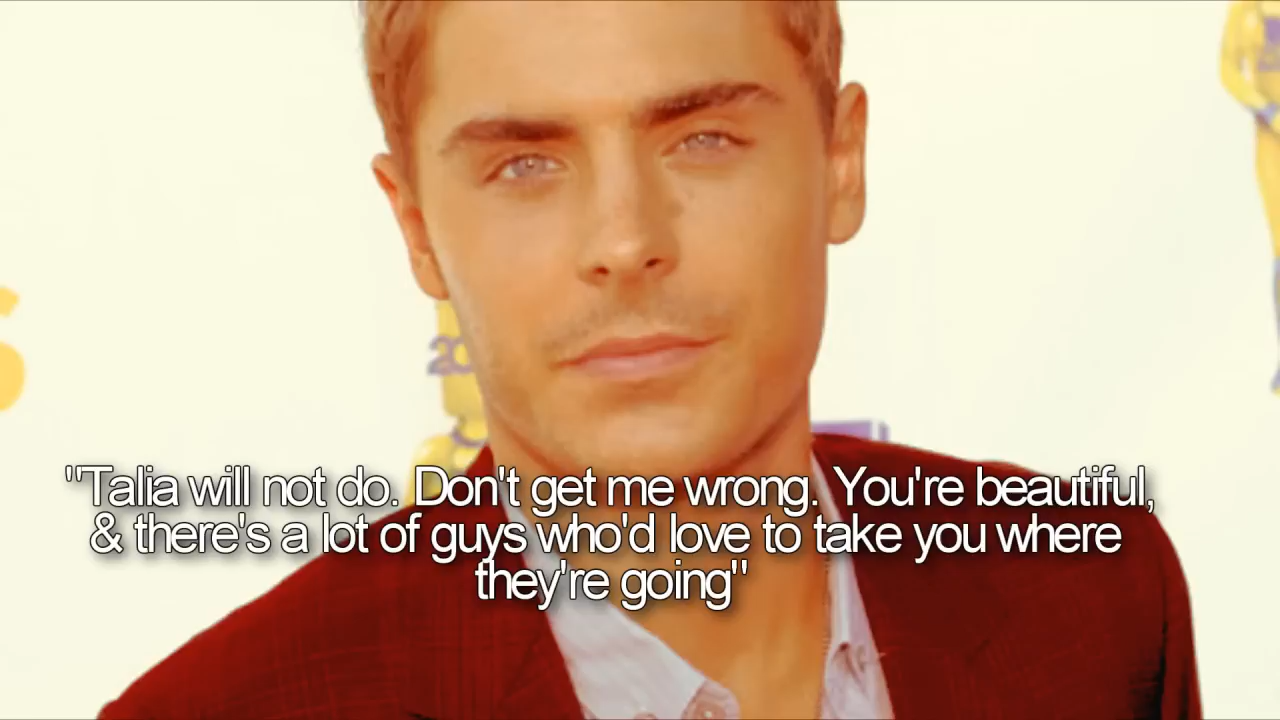 "Talia will not do. Don't get me wrong. You're beautiful,
& there's a lot of guys who'd love to take you where
they're going"